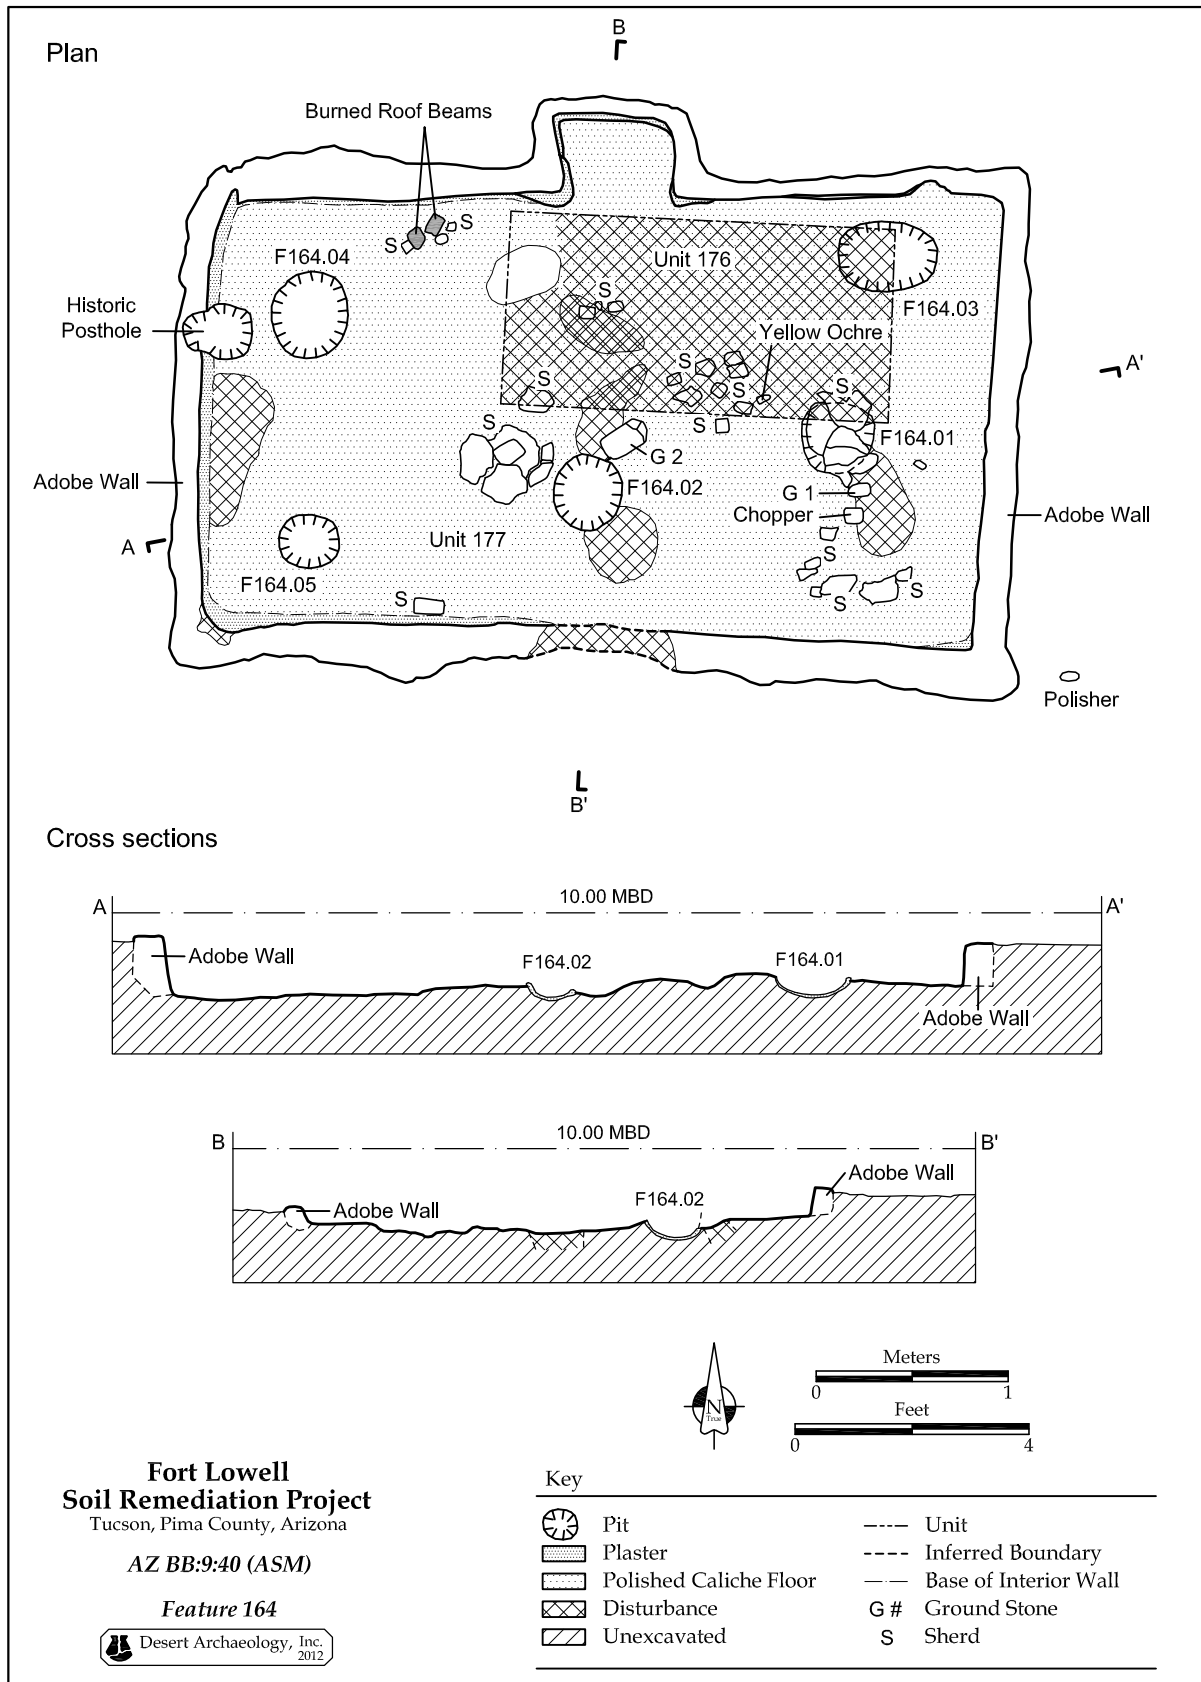 Plan
B
Burned Roof Beams
S
S
F164.04
Unit 176
Historic
Posthole
F164.03
S
Yellow Ochre
A'
S
S
S
S
S
F164.01
G 2
Adobe Wall
F164.02
G 1
Chopper
Adobe Wall
A
Unit 177
S
F164.05
S
S
S
Polisher
B'
Cross sections
A
10.00 MBD
A'
Adobe Wall
F164.02
F164.01
Adobe Wall
B
10.00 MBD
B'
Adobe Wall
F164.02
Adobe Wall
N
True
Meters
0 1
Feet
0 4
Fort Lowell
Soil Remediation Project
Tucson, Pima County, Arizona
AZ BB:9:40 (ASM)
Feature 164
Desert Archaeology, Inc.
2012
Key
Pit
Plaster
Polished Caliche Floor
Disturbance
Unexcavated
Unit
Inferred Boundary
Base of Interior Wall
G # Ground Stone
S Sherd